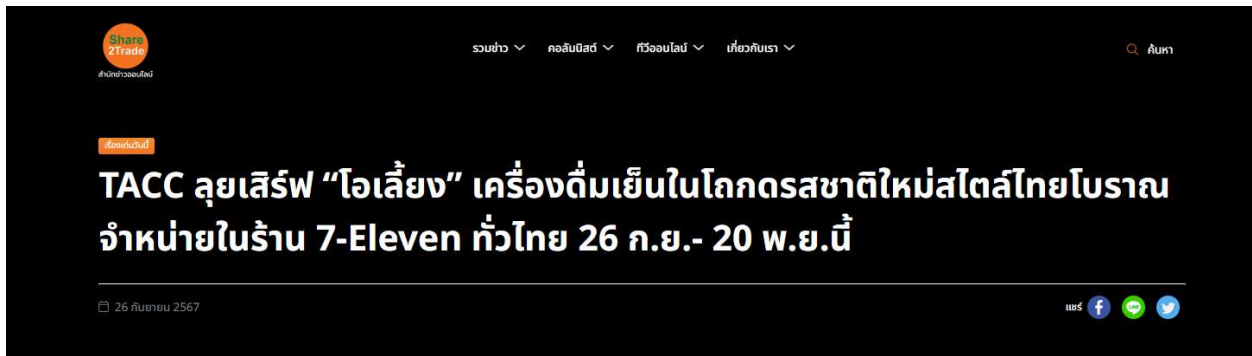 Share
2Trade
สำนักข่าวออนไลน์
รวมข่าว
คอลัมนิสต์
ทีวีออนไลน์
เกี่ยวกับเรา
ค้นหา
เรื่องเด่นวันนี้
TACC ลุยเสิร์ฟ “โอเลี้ยง” เครื่องดื่มเย็นในโถกดรสชาติใหม่สไตล์ไทยโบราณ
จำหน่ายในร้าน 7-Eleven ทั่วไทย 26 ก.ย.- 20 พ.ย.นี้
26 กันยายน 2567
แชร์
LINE